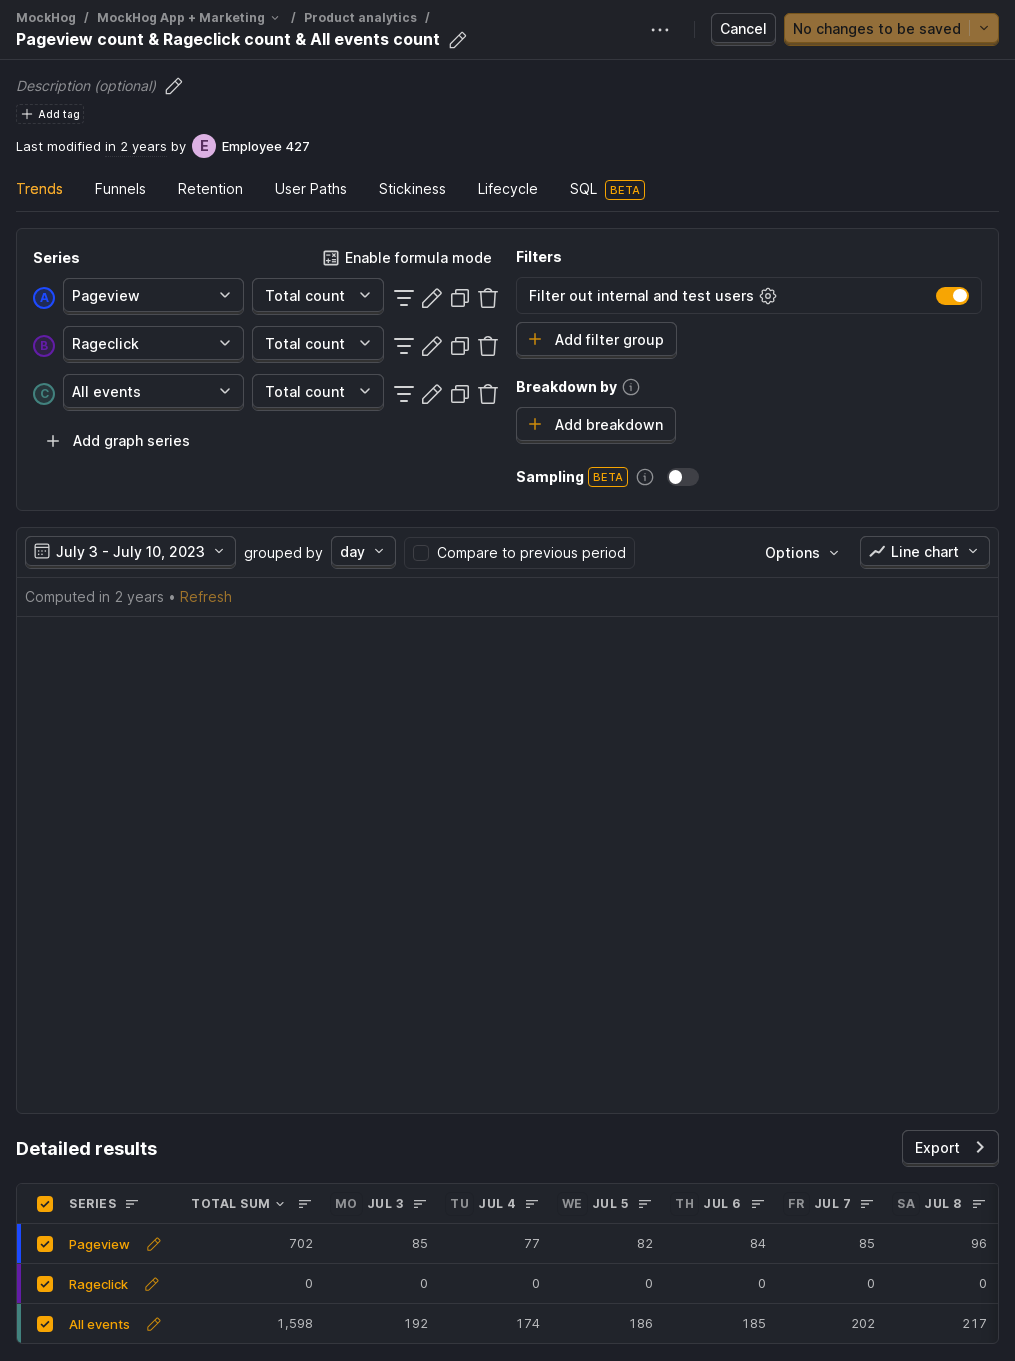 MockHog / MockHog App + Marketing / Product analytics /
Pageview count & Rageclick count & All events count
Cancel
No changes to be saved
Description (optional)
Add tag
Last modified in 2 years by E Employee 427
Trends Funnels Retention User Paths Stickiness Lifecycle SQL BETA
Series
Enable formula mode
A Pageview Total count
B Rageclick Total count
C All events Total count
Add graph series
Filters
Filter out internal and test users
Add filter group
Breakdown by
Add breakdown
Sampling BETA
July 3 - July 10, 2023 grouped by day Compare to previous period Options Line chart
Computed in 2 years • Refresh
Detailed results
Export
SERIES TOTAL SUM MO JUL 3 TU JUL 4 WE JUL 5 TH JUL 6 FR JUL 7 SA JUL 8
Pageview 702 85 77 82 84 85 96
Rageclick 0 0 0 0 0 0 0
All events 1,598 192 174 186 185 202 217